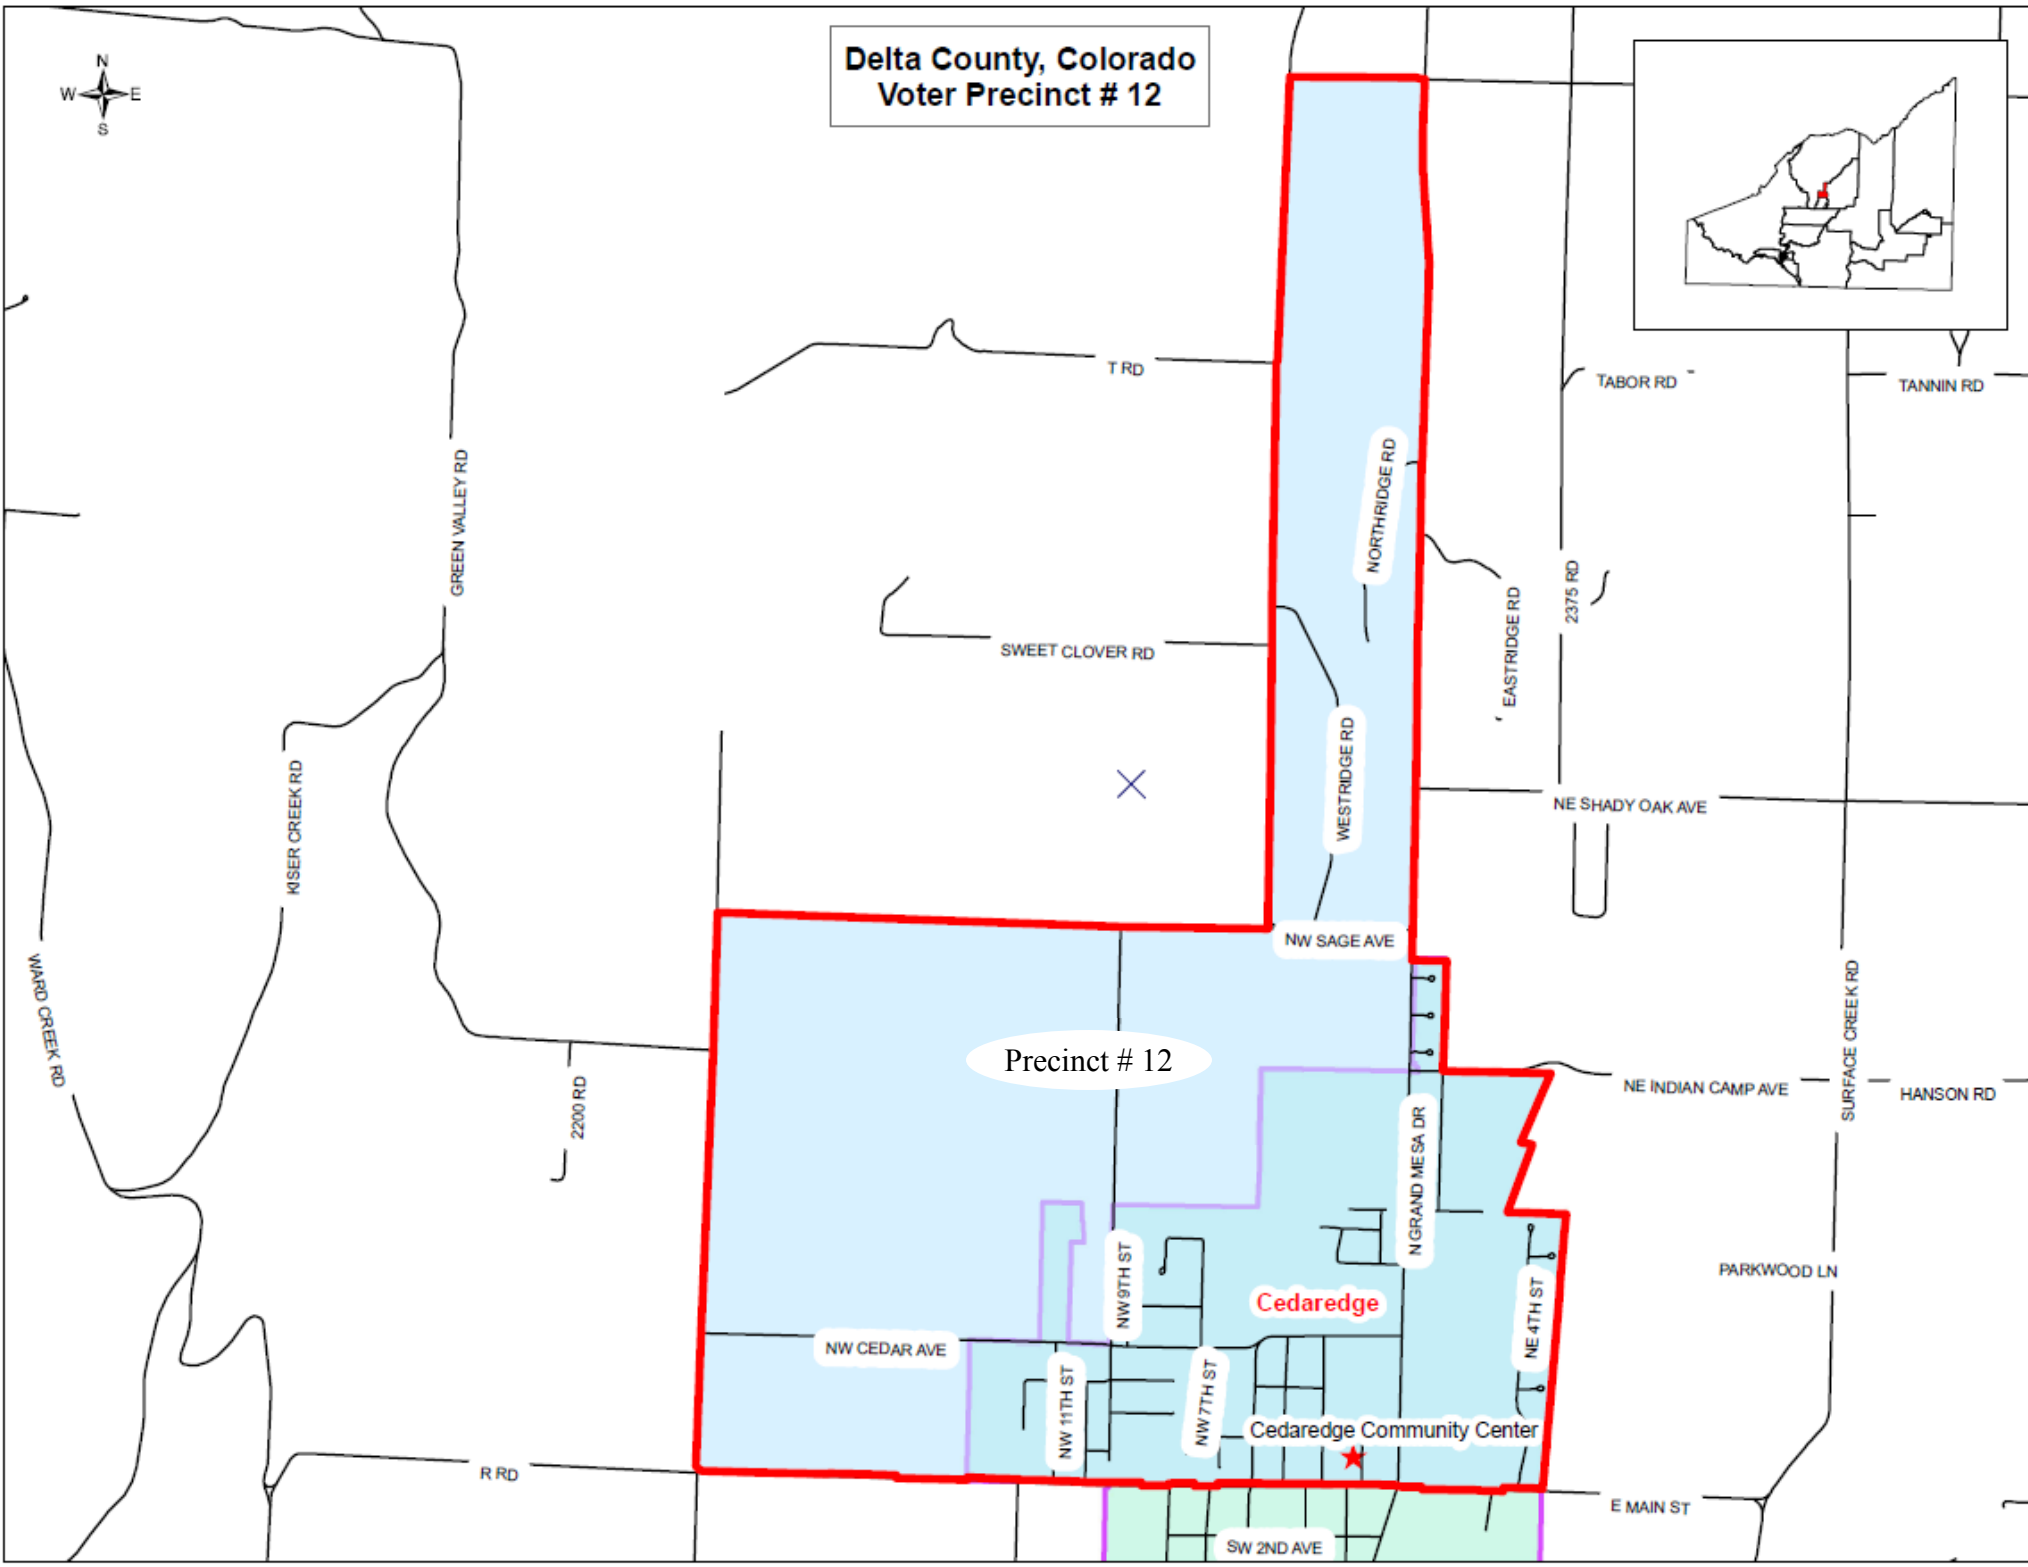 Delta County, Colorado
Voter Precinct # 12
N
W
E
S
T RD
TABOR RD
TANNIN RD
GREEN VALLEY RD
NORTHRIDGE RD
2375 RD
EASTRIDGE RD
SWEET CLOVER RD
WESTRIDGE RD
KISER CREEK RD
NE SHADY OAK AVE
NW SAGE AVE
WARD CREEK RD
SURFACE CREEK RD
Precinct # 12
2200 RD
NE INDIAN CAMP AVE
HANSON RD
N GRAND MESA DR
NW 9TH ST
PARKWOOD LN
Cedaredge
NE 4TH ST
NW CEDAR AVE
NW 11TH ST
NW 7TH ST
Cedaredge Community Center
R RD
E MAIN ST
SW 2ND AVE